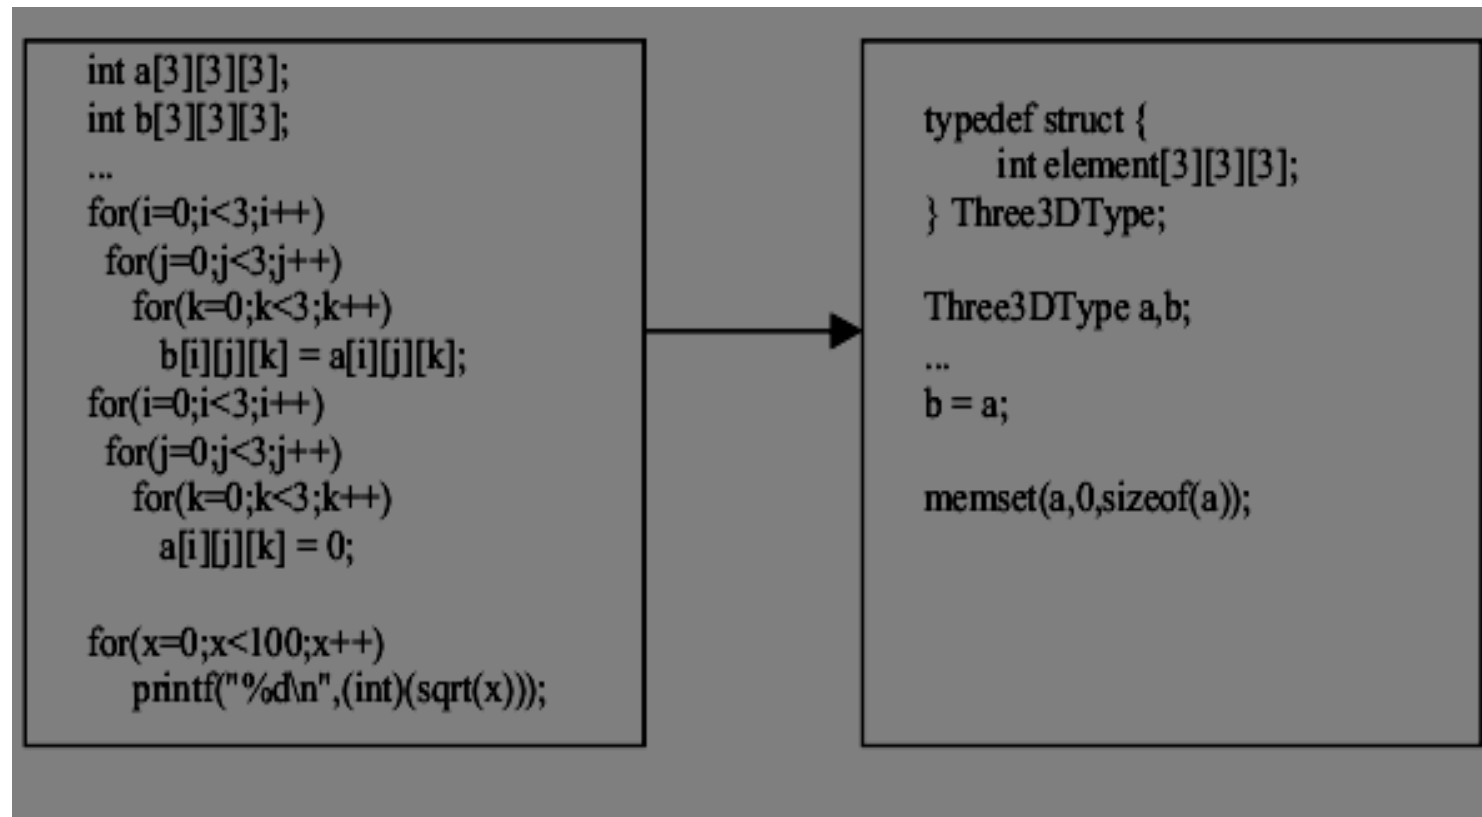 int a[3][3][3];
int b[3][3][3];
...
for(i=0;i<3;i++)
for(j=0;j<3;j++)
for(k=0;k<3;k++)
b[i][j][k] = a[i][j][k];
for(i=0;i<3;i++)
for(j=0;j<3;j++)
for(k=0;k<3;k++)
a[i][j][k] = 0;
for(x=0;x<100;x++)
printf("%d\n",(int)(sqrt(x)));
typedef struct {
int element[3][3][3];
} Three3DType;
Three3DType a,b;
...
b = a;
memset(a,0,sizeof(a));